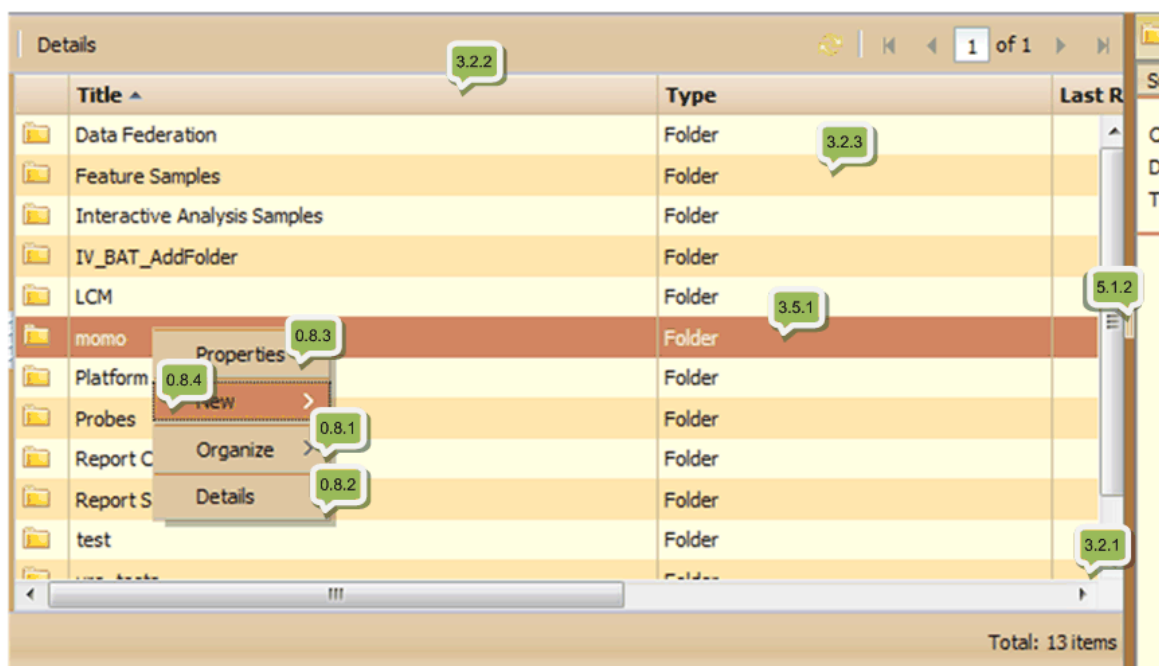 Details
1 of 1
3.2.2
Title
Type
Last R
Data Federation
Folder
3.2.3
Feature Samples
Folder
Interactive Analysis Samples
Folder
IV_BAT_AddFolder
Folder
LCM
Folder
3.5.1
5.1.2
momo
Folder
0.8.3
Properties
Platform
Folder
0.8.4
New
Probes
Folder
0.8.1
Report C
Organize
Folder
0.8.2
Report S
Details
Folder
test
Folder
3.2.1
Folder
Total: 13 items